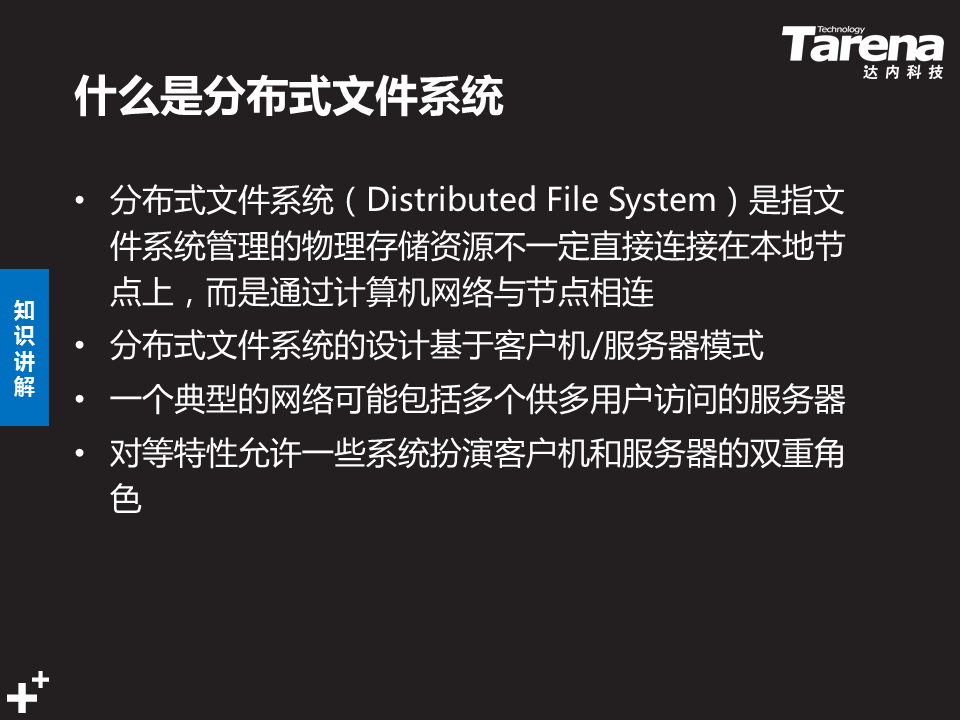 Technology
Tarena
达内科技
什么是分布式文件系统
• 分布式文件系统（Distributed File System）是指文
件系统管理的物理存储资源不一定直接连接在本地节
点上，而是通过计算机网络与节点相连
• 分布式文件系统的设计基于客户机/服务器模式
• 一个典型的网络可能包括多个供多用户访问的服务器
• 对等特性允许一些系统扮演客户机和服务器的双重角
色
知
识
讲
解